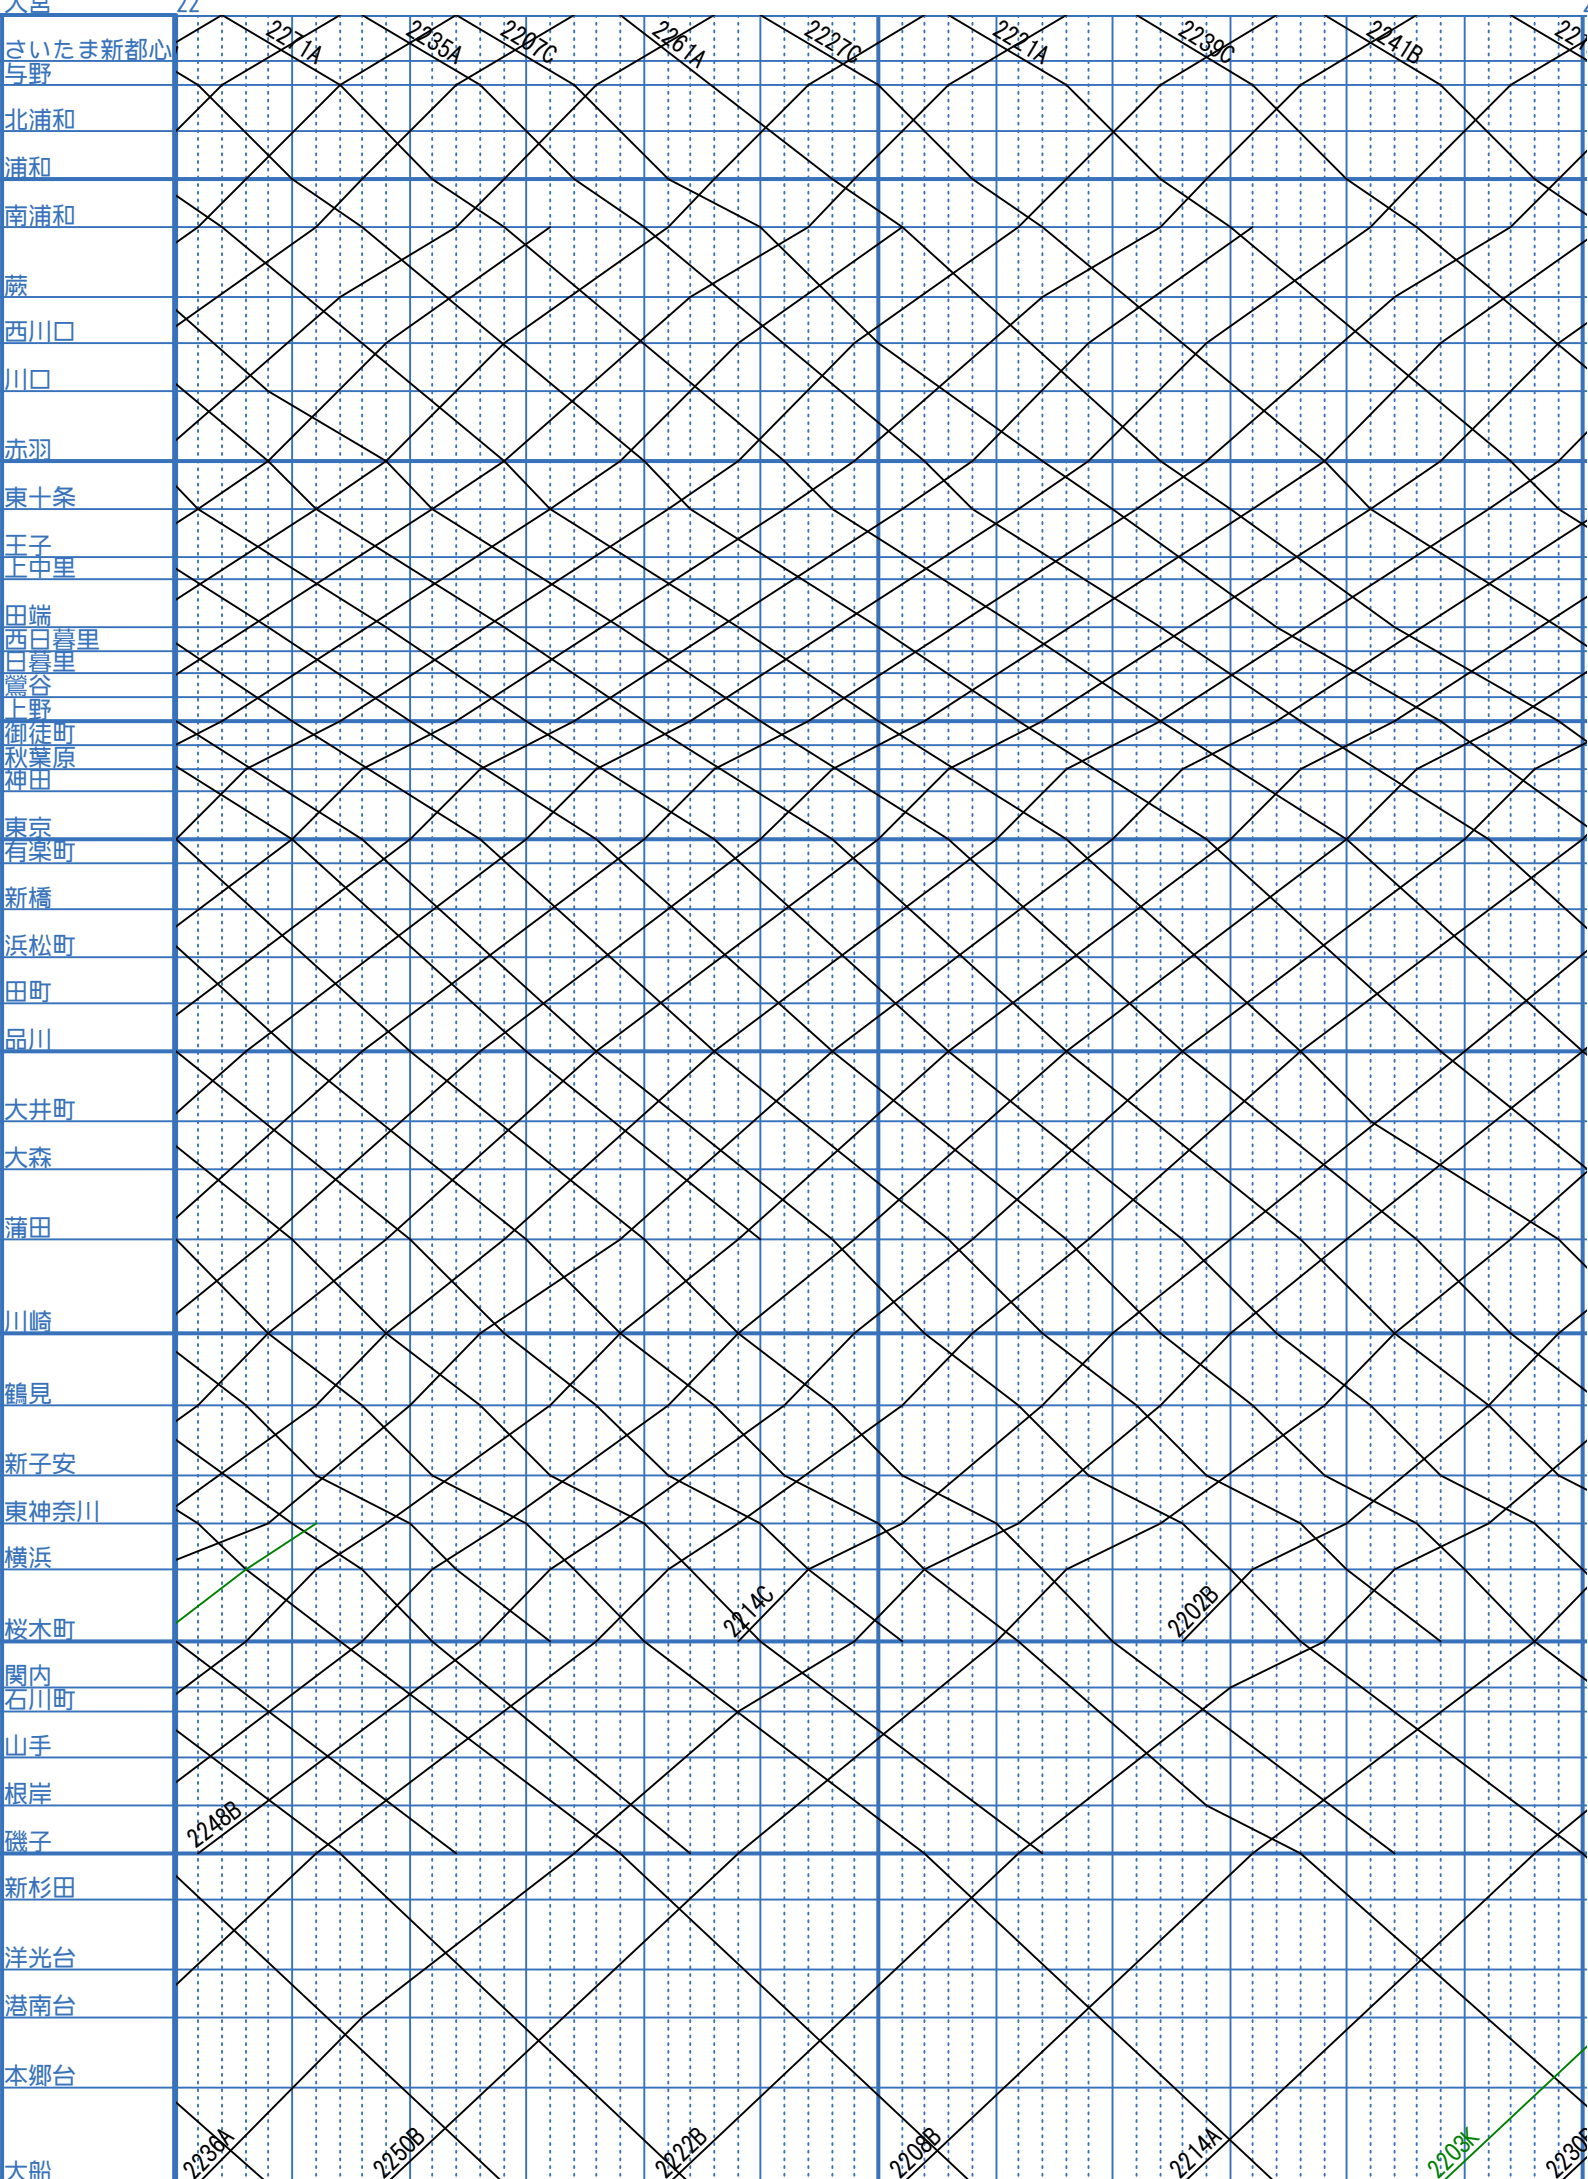 大宮 22
2271A 2235A 2207C 2261A 2227C 2221A 2239C 2241B
さいたま新都心
与野
北浦和
浦和
南浦和
蕨
西川口
川口
赤羽
東十条
王子
上中里
田端
西日暮里
日暮里
鶯谷
上野
御徒町
秋葉原
神田
東京
有楽町
新橋
浜松町
田町
品川
大井町
大森
蒲田
川崎
鶴見
新子安
東神奈川
横浜
2214C 2202B
桜木町
関内
石川町
山手
根岸
2248B
磯子
新杉田
洋光台
港南台
本郷台
2236A 2250B 2222B 2208B 2214A 2203K
大船